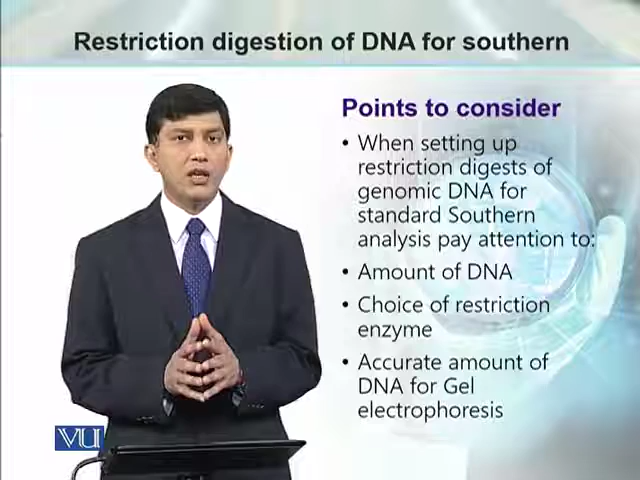 Restriction digestion of DNA for southern
Points to consider
• When setting up
restriction digests of
genomic DNA for
standard Southern
analysis pay attention to:
• Amount of DNA
• Choice of restriction
enzyme
• Accurate amount of
DNA for Gel
electrophoresis
VU